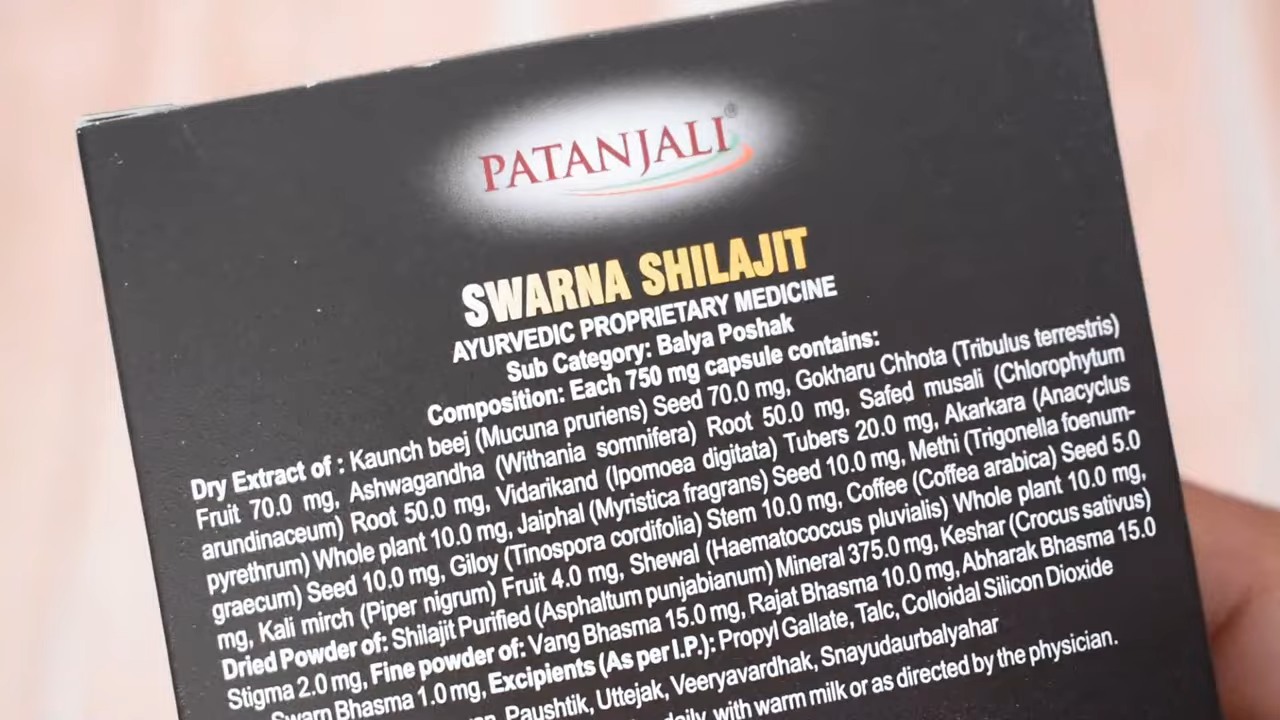 PATANJALI®
SWARNA SHILAJIT
AYURVEDIC PROPRIETARY MEDICINE
Sub Category: Balya Poshak
Composition: Each 750 mg capsule contains:
Dry Extract of : Kaunch beej (Mucuna pruriens) Seed 70.0 mg, Gokharu Chhota (Tribulus terrestris)
Fruit 70.0 mg, Ashwagandha (Withania somnifera) Root 50.0 mg, Safed musali (Chlorophytum
arundinaceum) Root 50.0 mg, Vidarikand (Ipomoea digitata) Tubers 20.0 mg, Akarkara (Anacyclus
pyrethrum) Whole plant 10.0 mg, Jaiphal (Myristica fragrans) Seed 10.0 mg, Methi (Trigonella foenum-
graecum) Seed 10.0 mg, Giloy (Tinospora cordifolia) Stem 10.0 mg, Coffee (Coffea arabica) Seed 5.0
mg, Kali mirch (Piper nigrum) Fruit 4.0 mg, Shewal (Haematococcus pluvialis) Whole plant 10.0 mg,
Dried Powder of: Shilajit Purified (Asphaltum punjabianum) Mineral 375.0 mg, Keshar (Crocus sativus)
Stigma 2.0 mg, Fine powder of: Vang Bhasma 15.0 mg, Rajat Bhasma 10.0 mg, Abharak Bhasma 15.0
Swarn Bhasma 1.0 mg, Excipients (As per I.P.): Propyl Gallate, Talc, Colloidal Silicon Dioxide
Paushtik, Uttejak, Veeryavardhak, Snayudaurbalyahar
daily, with warm milk or as directed by the physician.